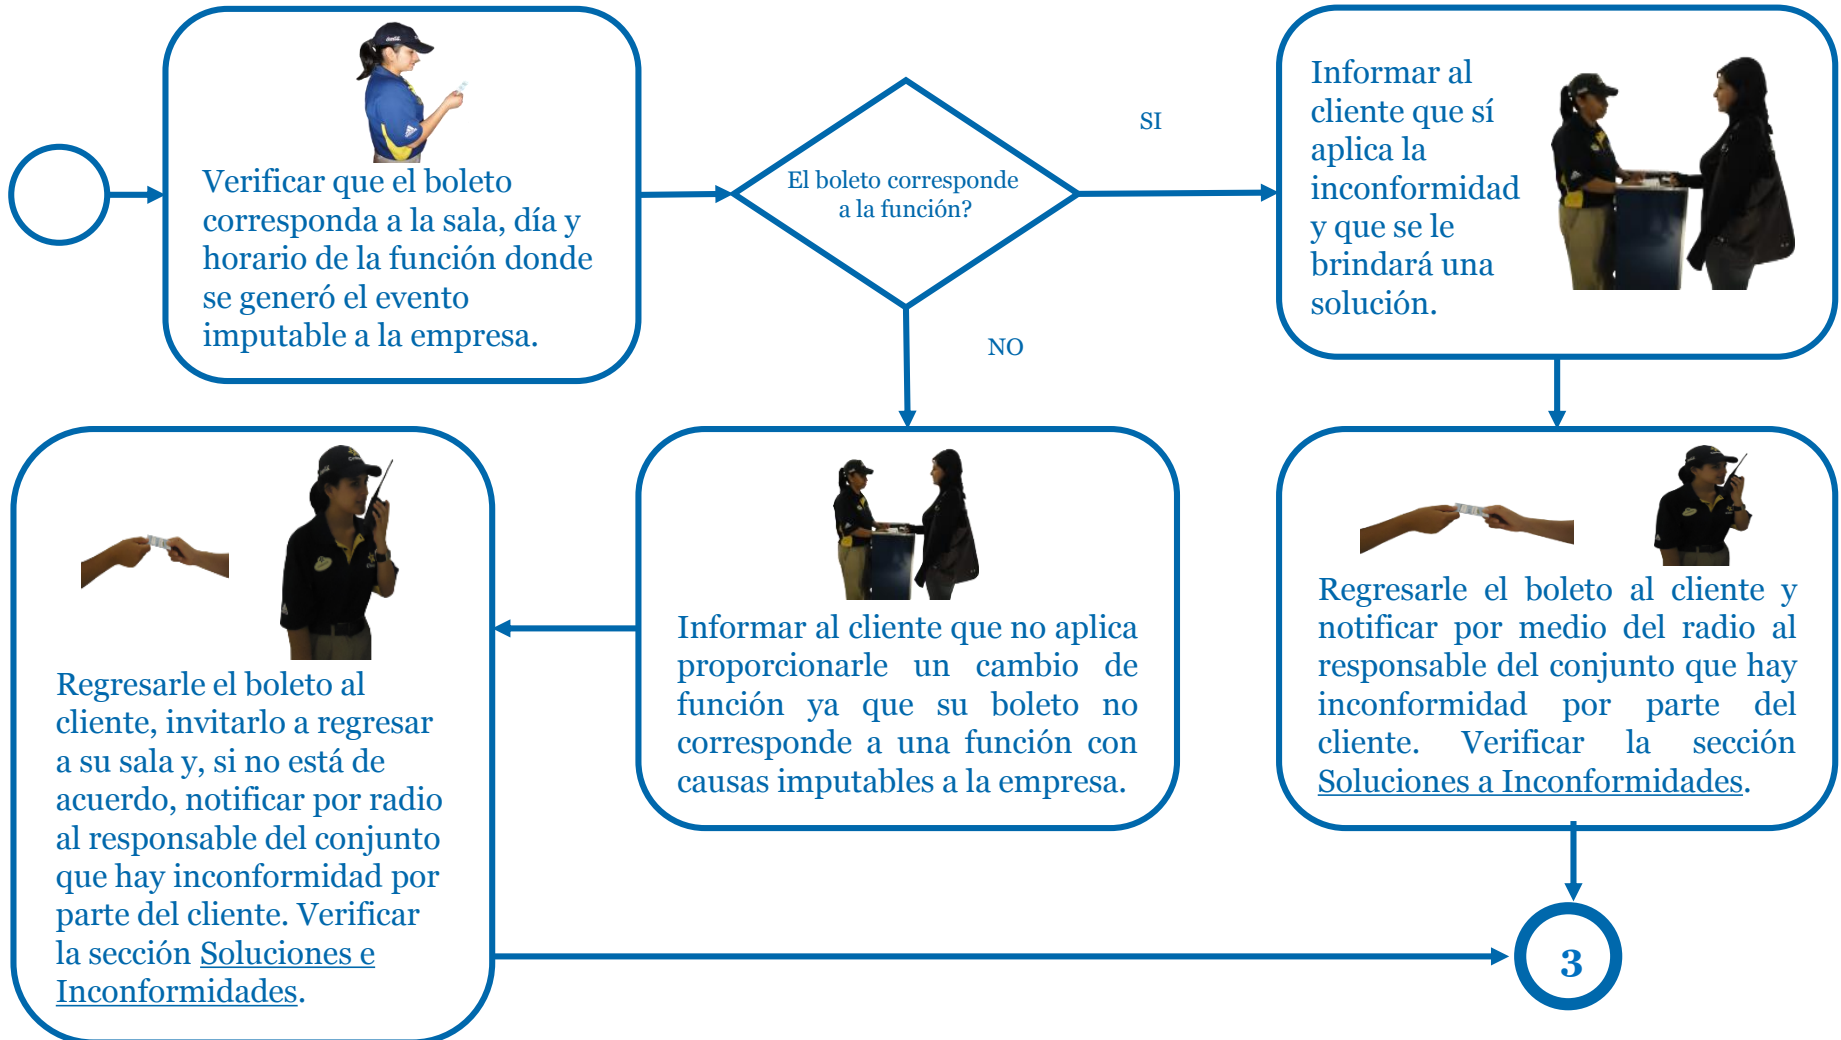 Verificar que el boleto
corresponda a la sala, día y
horario de la función donde
se generó el evento
imputable a la empresa.
El boleto corresponde
a la función?
SI
NO
Informar al
cliente que sí
aplica la
inconformidad
y que se le
brindará una
solución.
Regresarle el boleto al
cliente, invitarlo a regresar
a su sala y, si no está de
acuerdo, notificar por radio
al responsable del conjunto
que hay inconformidad por
parte del cliente. Verificar
la sección Soluciones e
Inconformidades.
Informar al cliente que no aplica
proporcionarle un cambio de
función ya que su boleto no
corresponde a una función con
causas imputables a la empresa.
Regresarle el boleto al cliente y
notificar por medio del radio al
responsable del conjunto que hay
inconformidad por parte del
cliente. Verificar la sección
Soluciones a Inconformidades.
3